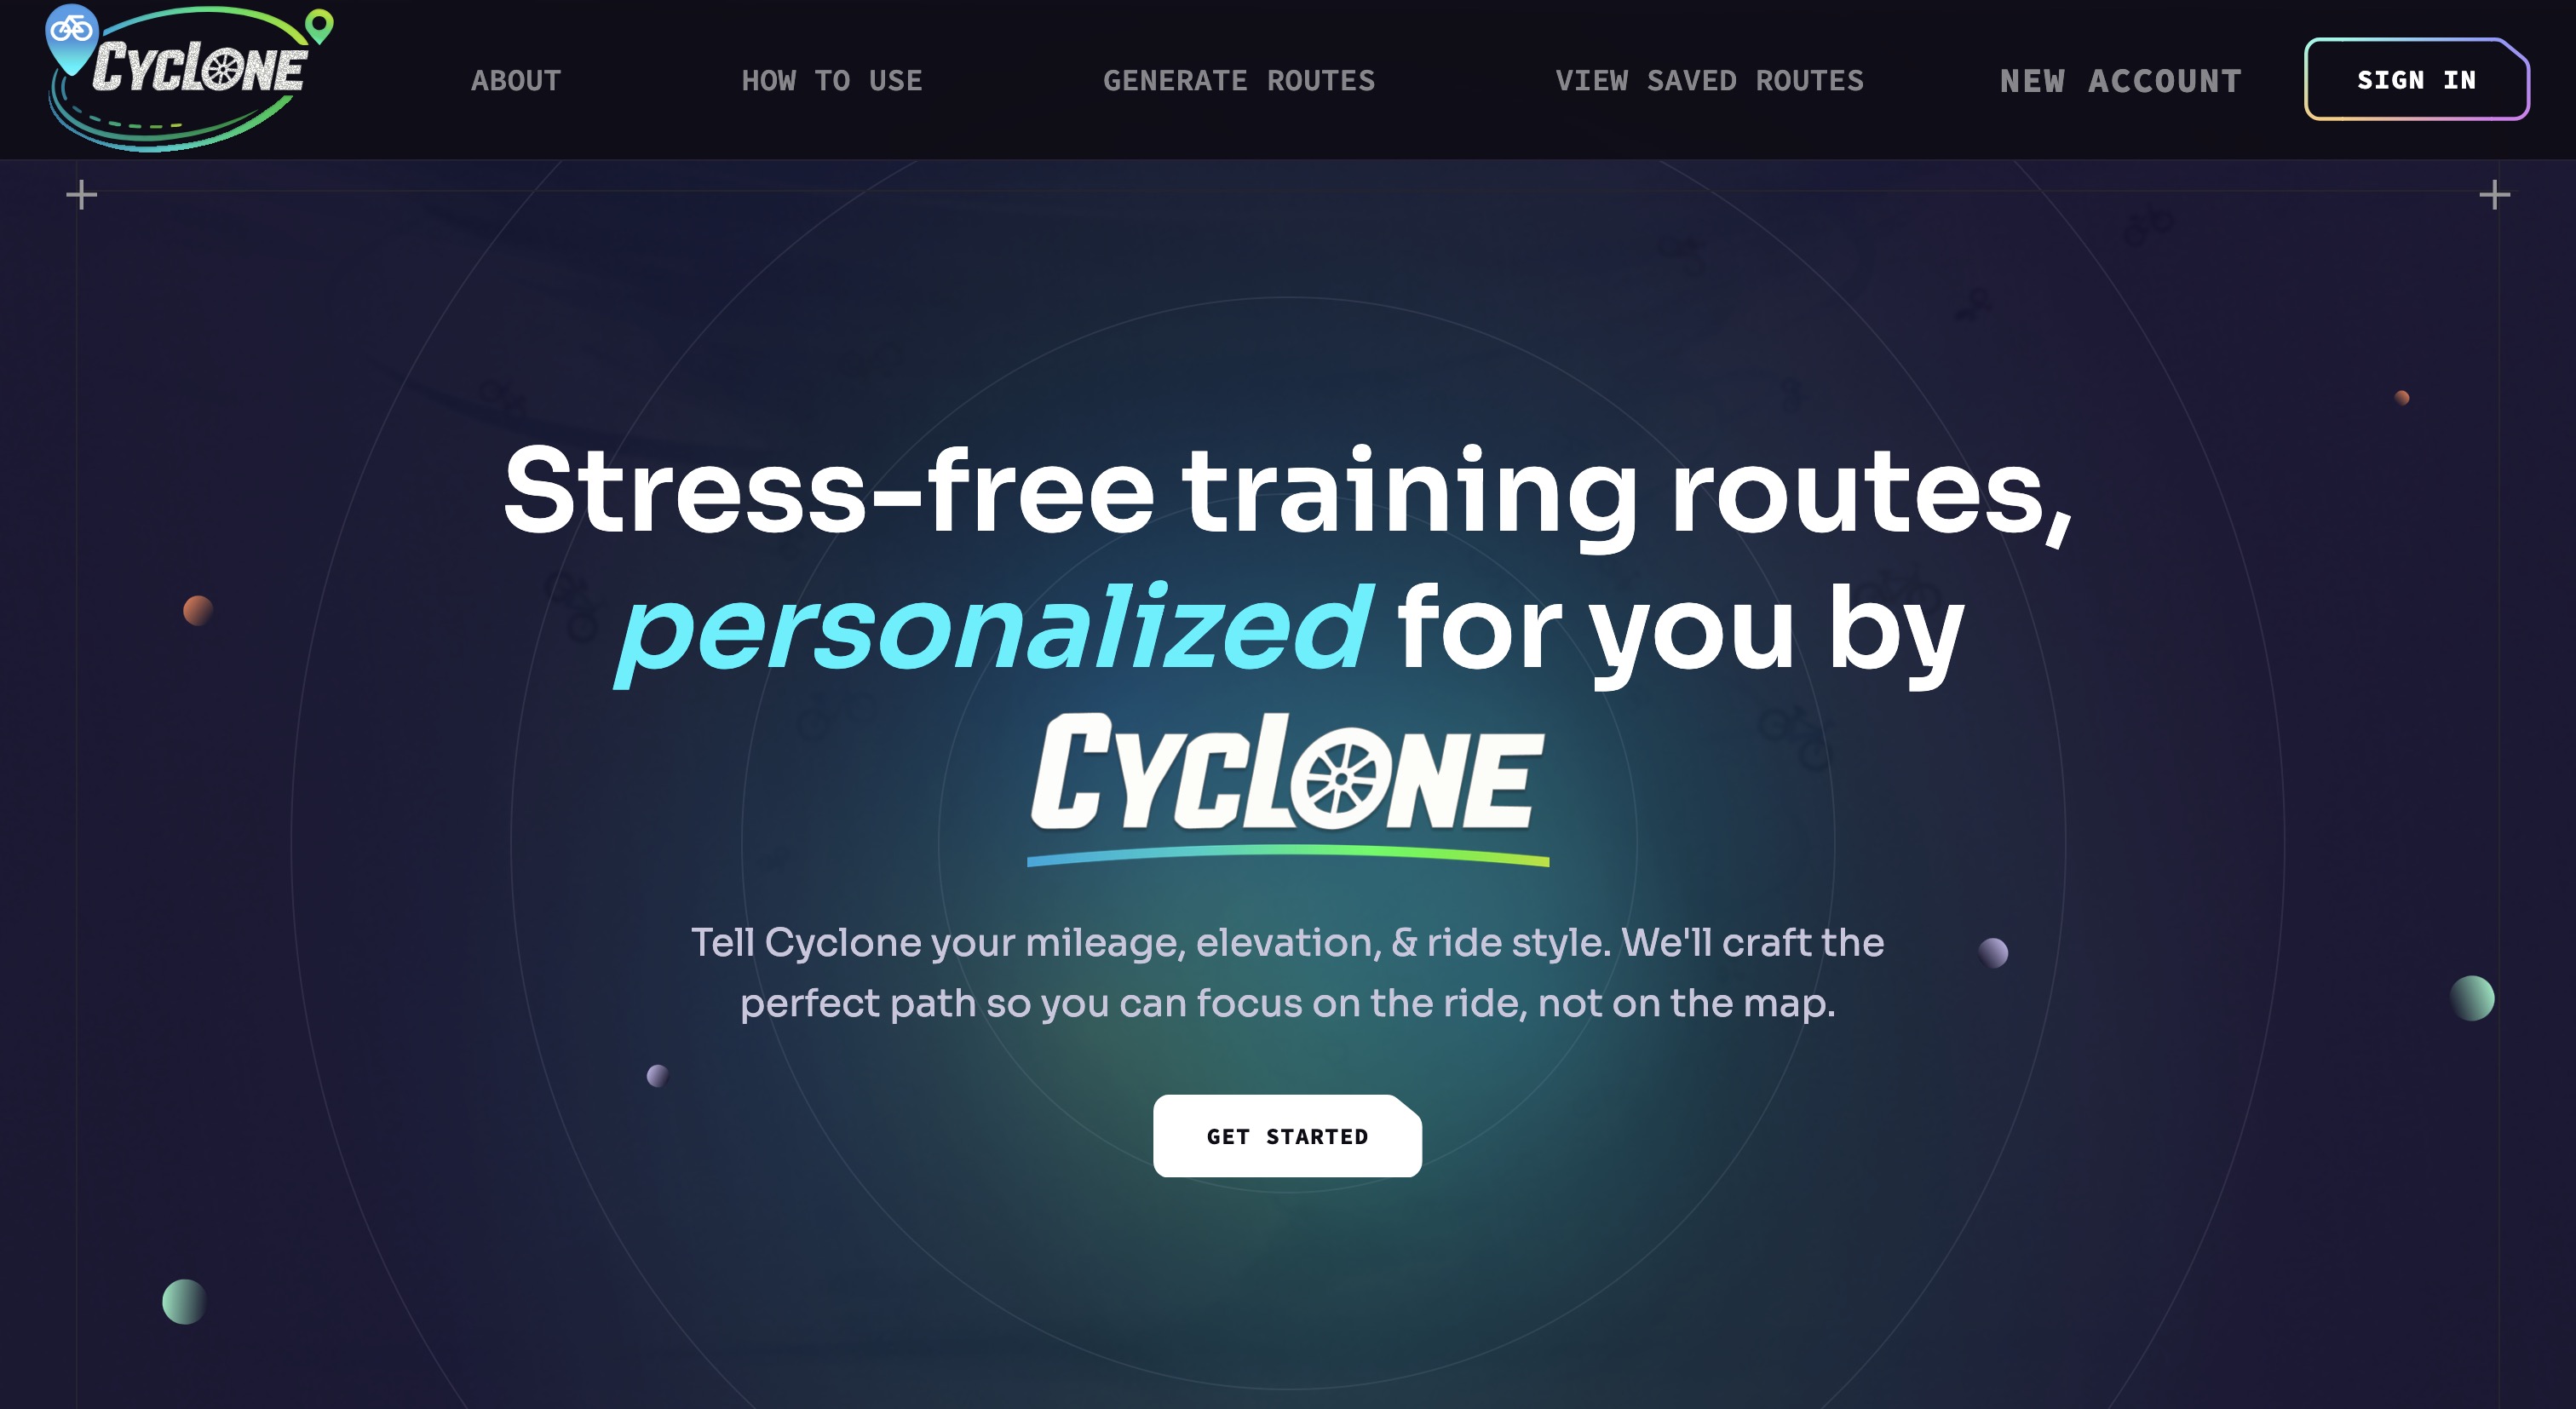 CYCLONE
ABOUT
HOW TO USE
GENERATE ROUTES
VIEW SAVED ROUTES
NEW ACCOUNT
SIGN IN
Stress-free training routes,
personalized for you by
CYCLONE
Tell Cyclone your mileage, elevation, & ride style. We'll craft the
perfect path so you can focus on the ride, not on the map.
GET STARTED